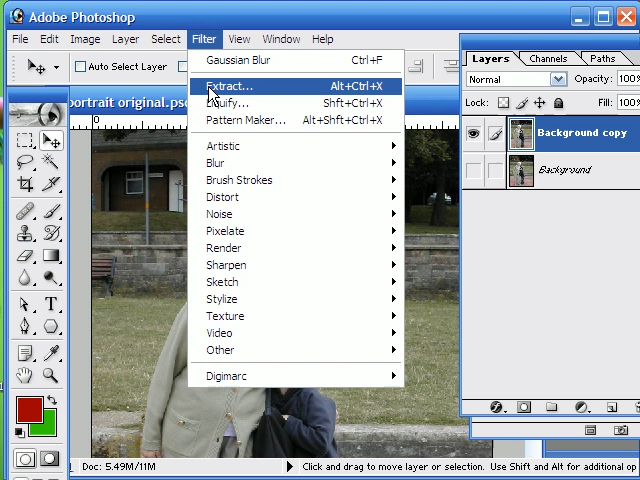 Adobe Photoshop
File Edit Image Layer Select Filter View Window Help
Auto Select Layer
Gaussian Blur Ctrl+F
Extract... Alt+Ctrl+X
Liquify... Shft+Ctrl+X
Pattern Maker... Alt+Shft+Ctrl+X
Artistic
Blur
Brush Strokes
Distort
Noise
Pixelate
Render
Sharpen
Sketch
Stylize
Texture
Video
Other
Digimarc
portrait original.psd
0
Layers Channels Paths
Normal Opacity: 100%
Lock: Fill: 100%
Background copy
Background
Doc: 5.49M/11M Click and drag to move layer or selection. Use Shift and Alt for additional op